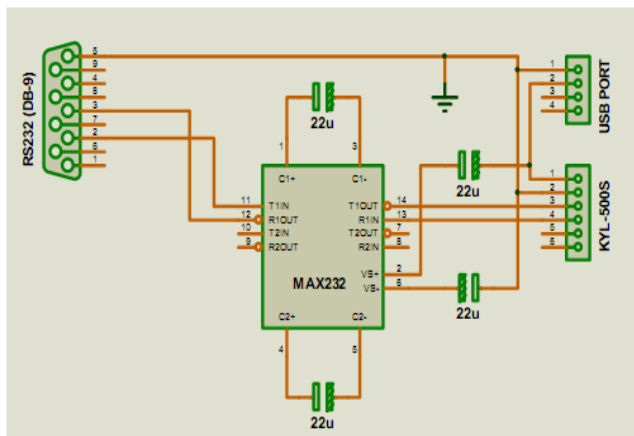 RS232 (DB-9)
5
9
4
8
3
7
2
6
1
22u
1
3
C1+
C1-
11
T1IN
12
R1OUT
10
T2IN
9
R2OUT
T1OUT
14
R1IN
13
T2OUT
7
R2IN
8
VS+
2
VS-
6
MAX232
C2+
C2-
4
5
22u
22u
22u
1
2
3
4
USB PORT
1
2
3
4
5
6
KYL-500S